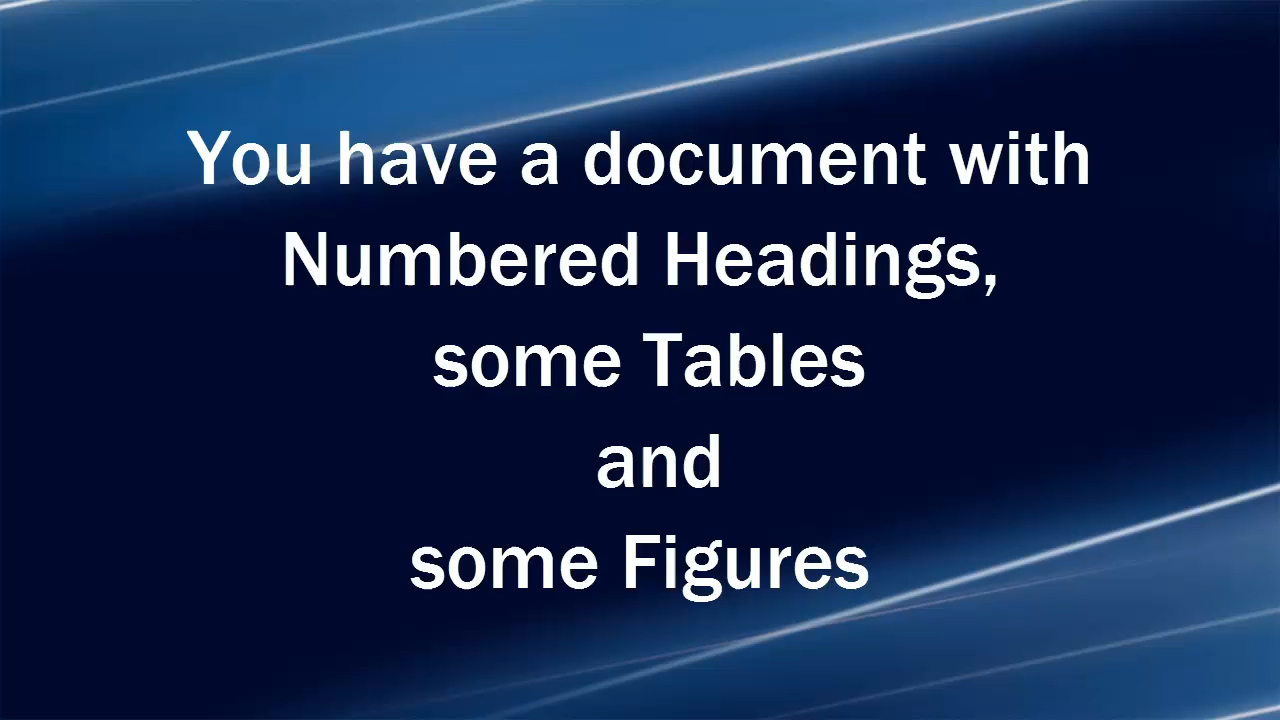 You have a document with
Numbered Headings,
some Tables
and
some Figures